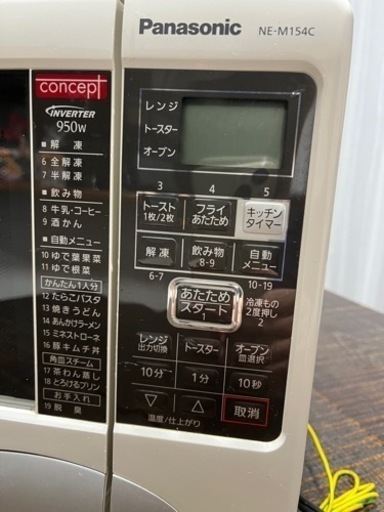 Panasonic NE-M154C
concept
INVERTER
950W
■ 解 凍
6 全解凍
7 半解凍
■ 飲み物
8 牛乳・コーヒー
9 酒かん
■ 自動メニュー
10 ゆで葉菜
11 ゆで根菜
かんたん1人分
12 たらこパスタ
13 焼きうどん
14 あんかけラーメン
15 ミネストローネ
16 豚キムチ丼
角皿スチーム
17 茶わん蒸し
18 とろけるプリン
お手入れ
19 脱 臭
レンジ
トースター
オーブン
3 4 5
トースト
1枚/2枚
フライ
あたため
キッチン
タイマー
解 凍
飲み物
8-9
自動
メニュー
6-7
10-19
あたため
スタート
冷凍もの
2度押し
2
レンジ
出力切換
トースター
オーブン
皿選択
10分
1分
10秒
▽
△
取消
温度/仕上がり